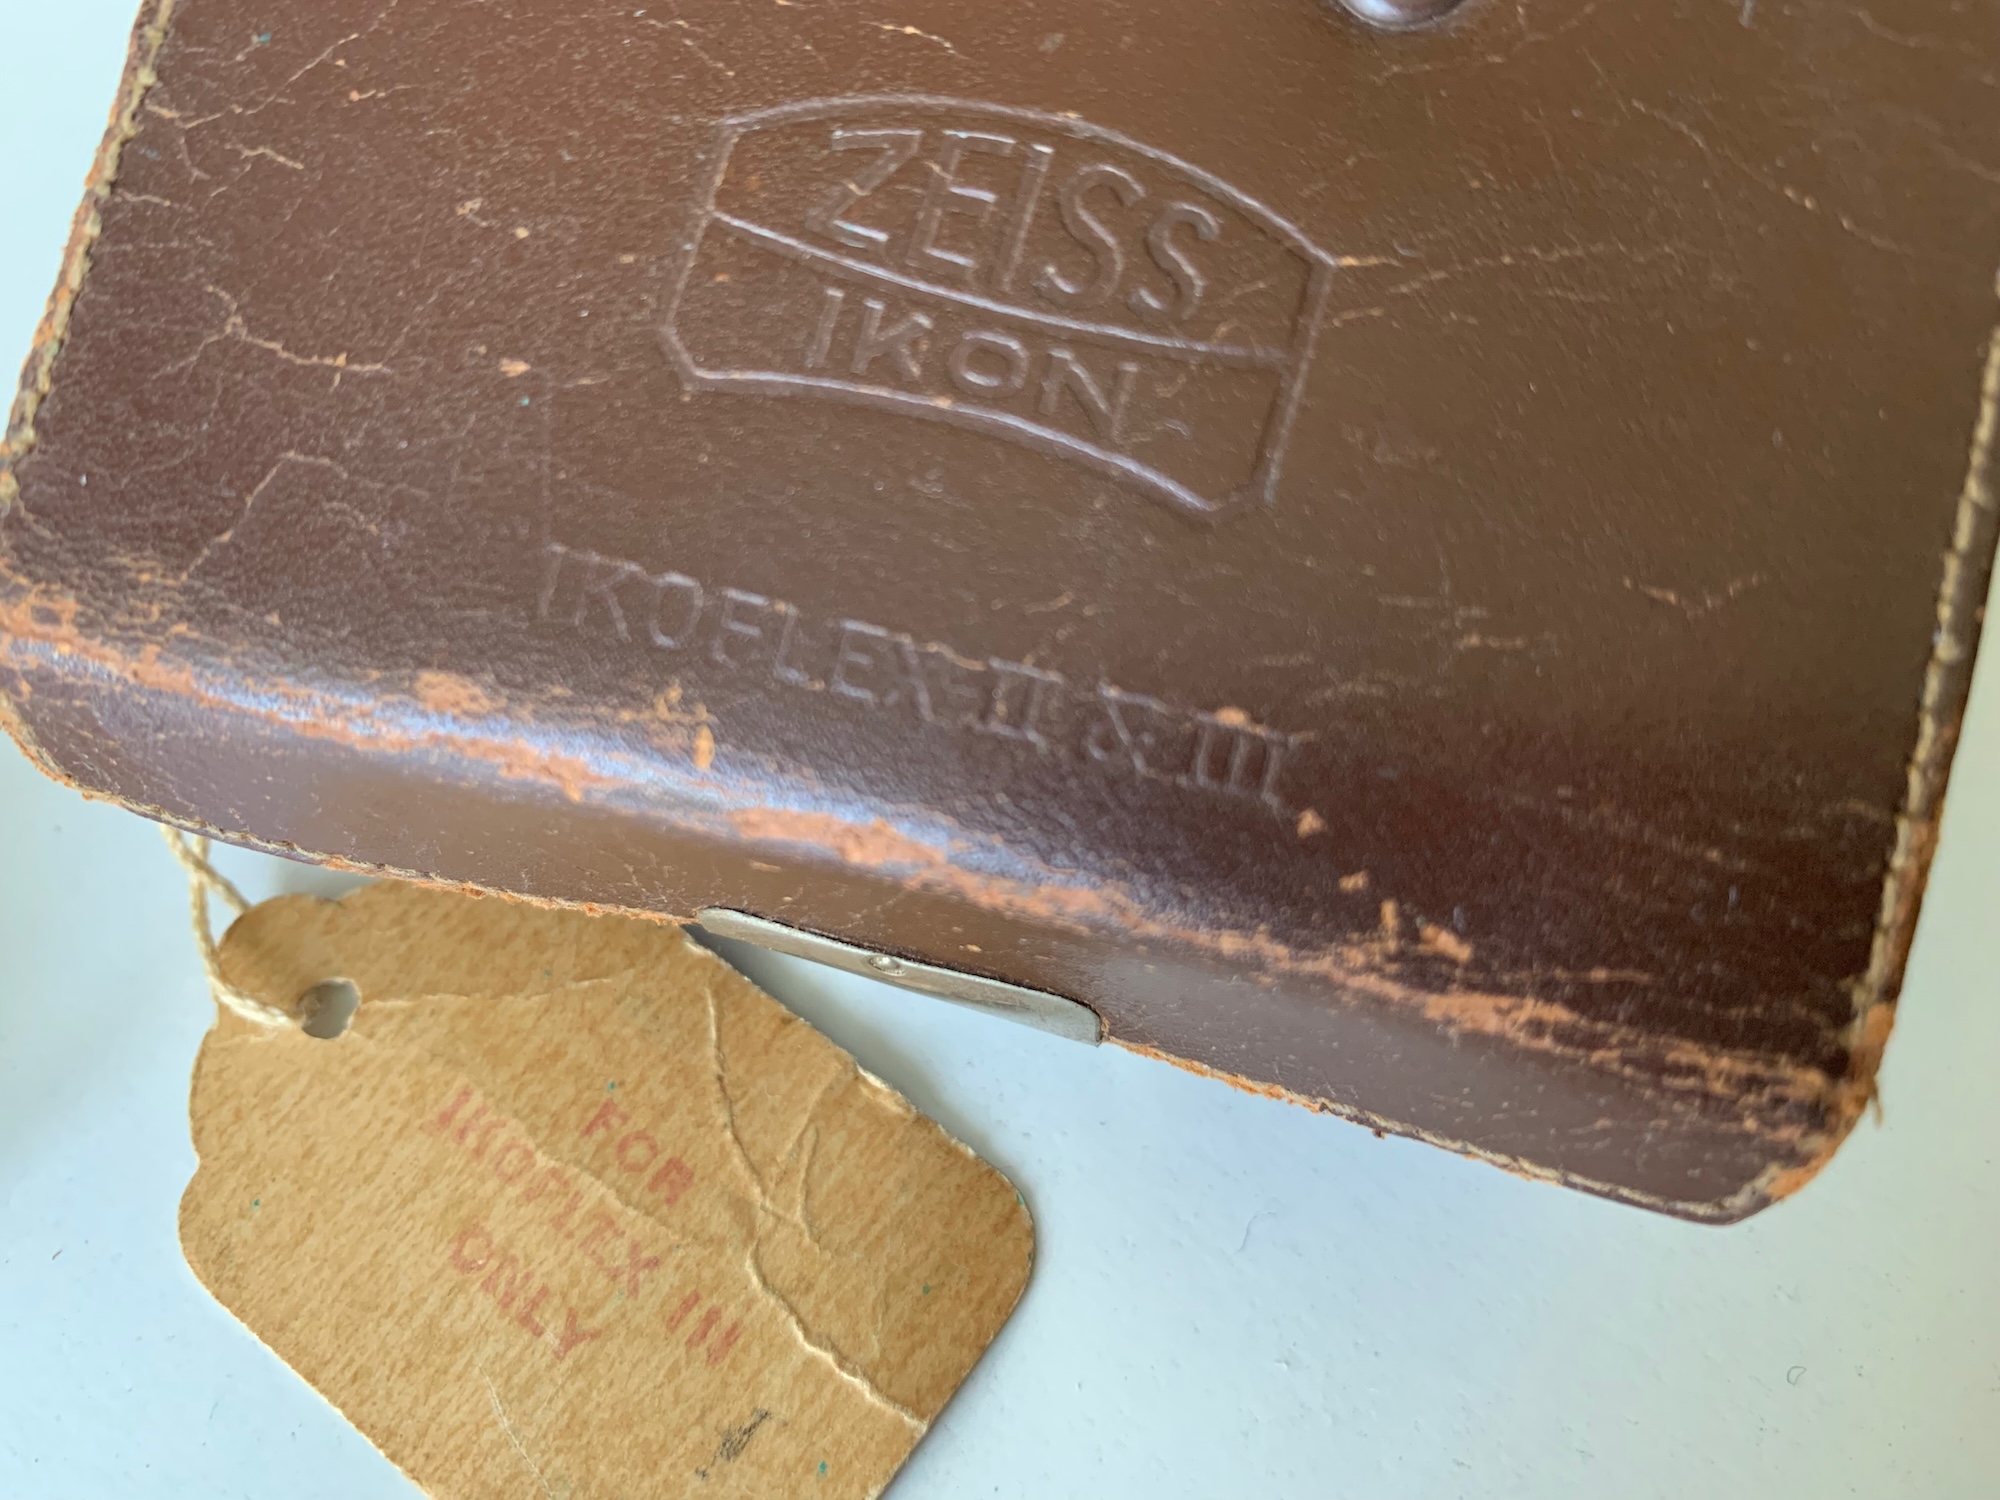 ZEISS
IKON
IKOFLEX-II & III
FOR
IKOFLEX III
ONLY